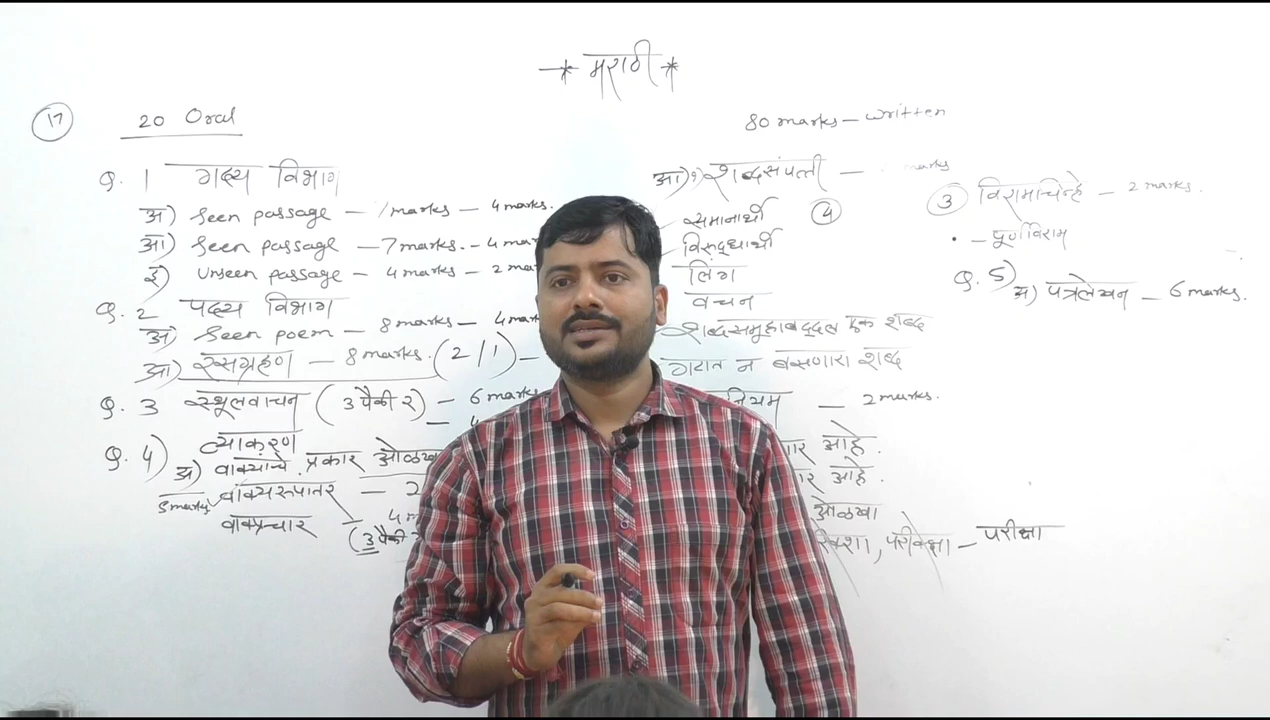 मराठी
17
20 Oral
80 marks – written
Q. 1 गद्य विभाग
अ) Seen passage – 7 marks – 4 marks.
आ) Seen passage – 7 marks. – 4
इ) Unseen passage – 4 marks – 2
Q. 2 पद्य विभाग
अ) Seen poem – 8 marks – 4
आ) रसग्रहण – 8 marks. (2/1) –
Q. 3 स्थूलवाचन (3 पैकी २) – 6 marks
Q. 4) व्याकरण
अ) वाक्याचे प्रकार ओळखा
5 marks वाक्यरूपांतर – 2
वाक्प्रचार – 4
(3 पैकी
आ) १) शब्दसंपत्ती – marks
समानार्थी 4
विरुद्धार्थी
लिंग
वचन
शब्दसमूहाबद्दल एक शब्द
गटात न बसणारा शब्द
– 2 marks.
आहे.
आहे.
ओळखा
, परीक्षा
3 विरामचिन्हे – 2 marks.
. – पूर्णविराम
Q. 5) अ) पत्रलेखन – 6 marks.